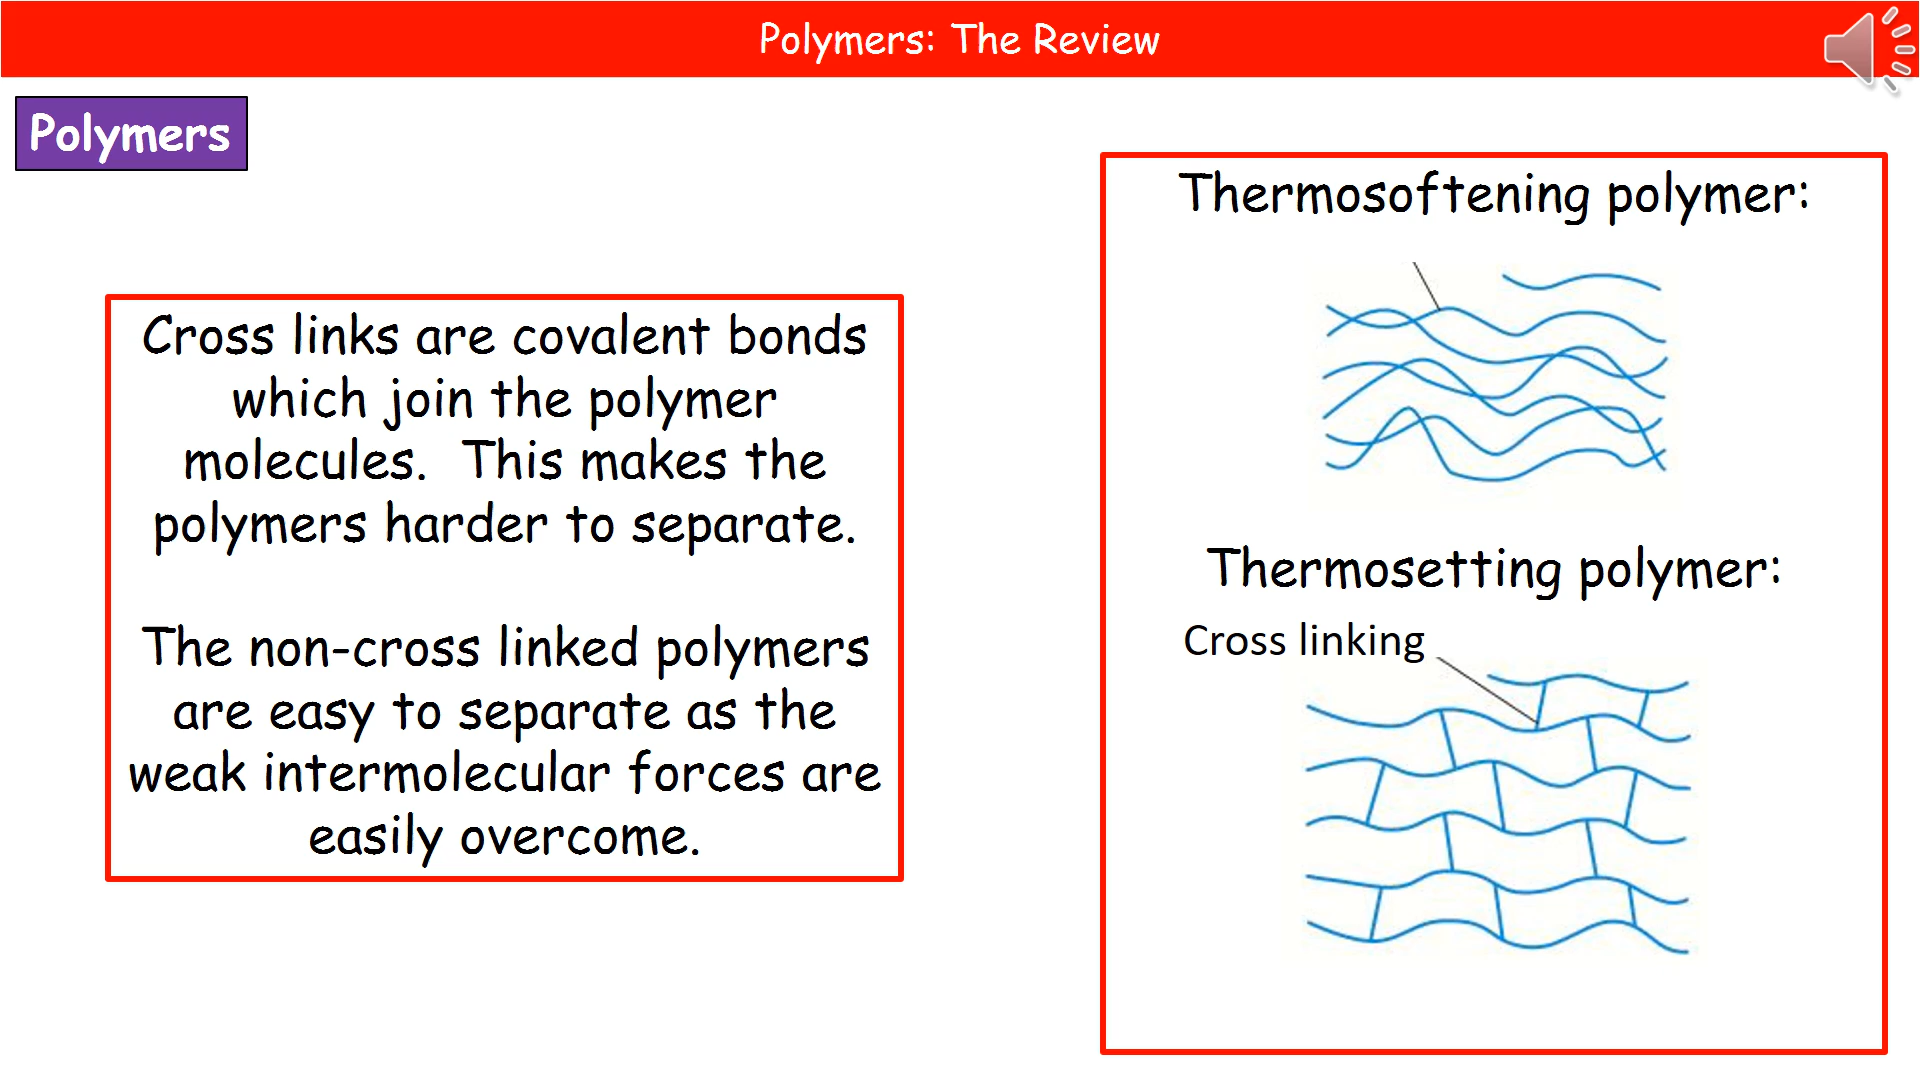 Polymers: The Review
Polymers
Cross links are covalent bonds
which join the polymer
molecules.  This makes the
polymers harder to separate.
The non-cross linked polymers
are easy to separate as the
weak intermolecular forces are
easily overcome.
Thermosoftening polymer:
Thermosetting polymer:
Cross linking